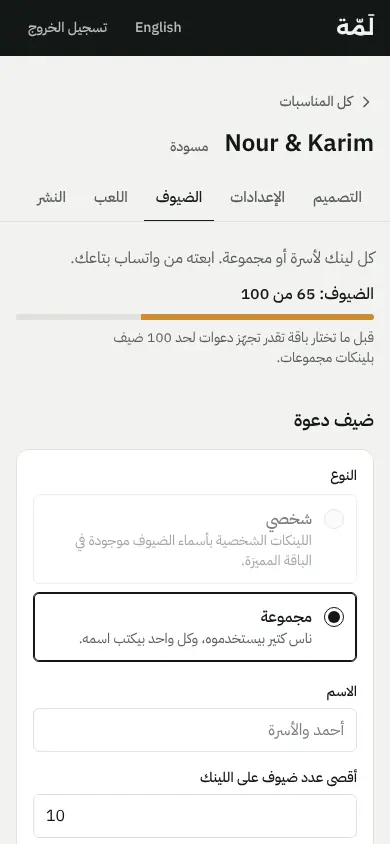 لَمّة
English
تسجيل الخروج
كل المناسبات
Nour & Karim
مسودة
التصميم
الإعدادات
الضيوف
اللعب
النشر
كل لينك لأسرة أو مجموعة. ابعته من واتساب بتاعك.
الضيوف: 65 من 100
قبل ما تختار باقة تقدر تجهّز دعوات لحد 100 ضيف
بلينكات مجموعات.
ضيف دعوة
النوع
شخصي
اللينكات الشخصية بأسماء الضيوف موجودة في
الباقة المميزة.
مجموعة
ناس كتير بيستخدموه، وكل واحد بيكتب اسمه.
الاسم
أحمد والأسرة
أقصى عدد ضيوف على اللينك
10